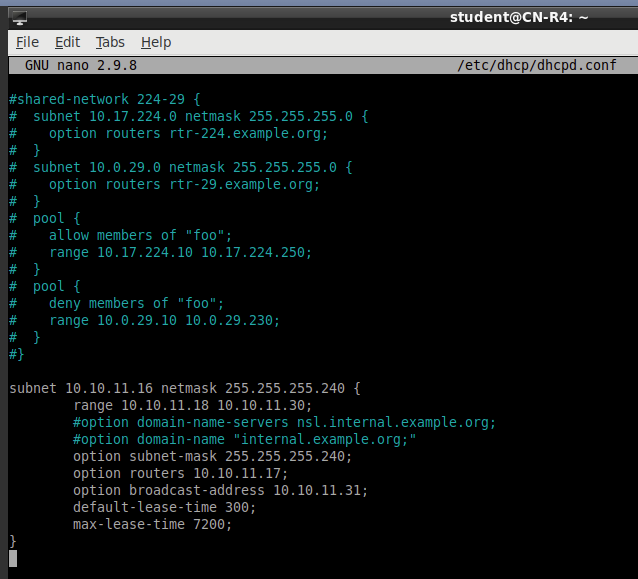 student@CN-R4: ~
File Edit Tabs Help
GNU nano 2.9.8 /etc/dhcp/dhcpd.conf
#shared-network 224-29 {
#  subnet 10.17.224.0 netmask 255.255.255.0 {
#    option routers rtr-224.example.org;
#  }
#  subnet 10.0.29.0 netmask 255.255.255.0 {
#    option routers rtr-29.example.org;
#  }
#  pool {
#    allow members of "foo";
#    range 10.17.224.10 10.17.224.250;
#  }
#  pool {
#    deny members of "foo";
#    range 10.0.29.10 10.0.29.230;
#  }
#}
subnet 10.10.11.16 netmask 255.255.255.240 {
        range 10.10.11.18 10.10.11.30;
        #option domain-name-servers nsl.internal.example.org;
        #option domain-name "internal.example.org;"
        option subnet-mask 255.255.255.240;
        option routers 10.10.11.17;
        option broadcast-address 10.10.11.31;
        default-lease-time 300;
        max-lease-time 7200;
}